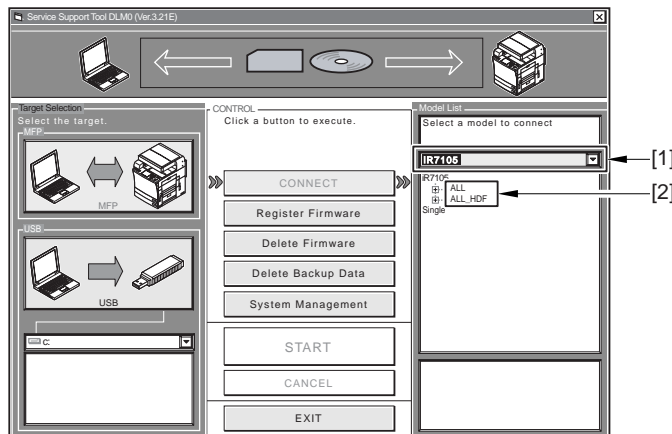 Service Support Tool DLM0 (Ver.3.21E)
Target Selection
Select the target.
MFP
MFP
USB
USB
C:
CONTROL
Click a button to execute.
CONNECT
Register Firmware
Delete Firmware
Delete Backup Data
System Management
START
CANCEL
EXIT
Model List
Select a model to connect
IR7105
iR7105
ALL
ALL_HDF
Single
[1]
[2]